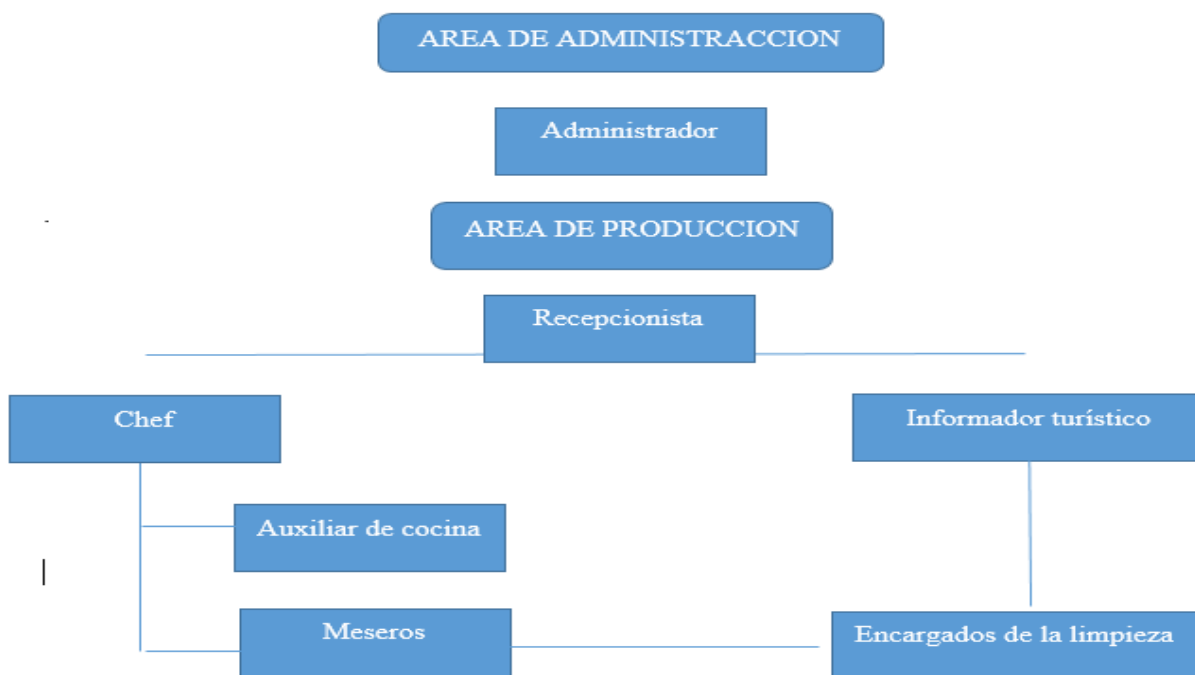 AREA DE ADMINISTRACCION
Administrador
AREA DE PRODUCCION
Recepcionista
Chef
Informador turístico
Auxiliar de cocina
Meseros
Encargados de la limpieza